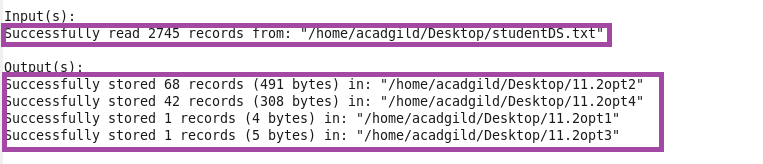 Input(s):
Successfully read 2745 records from: "/home/acadgild/Desktop/studentDS.txt"
Output(s):
Successfully stored 68 records (491 bytes) in: "/home/acadgild/Desktop/11.2opt2"
Successfully stored 42 records (308 bytes) in: "/home/acadgild/Desktop/11.2opt4"
Successfully stored 1 records (4 bytes) in: "/home/acadgild/Desktop/11.2opt1"
Successfully stored 1 records (5 bytes) in: "/home/acadgild/Desktop/11.2opt3"